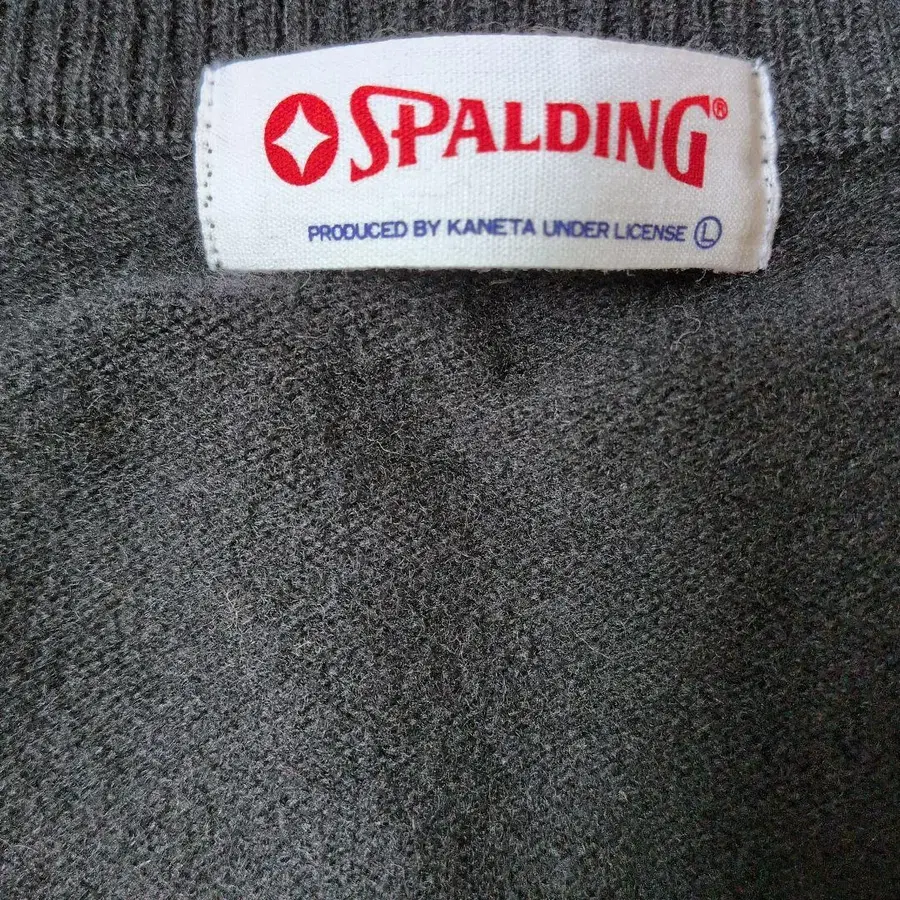 SPALDING®
PRODUCED BY KANETA UNDER LICENSE Ⓛ